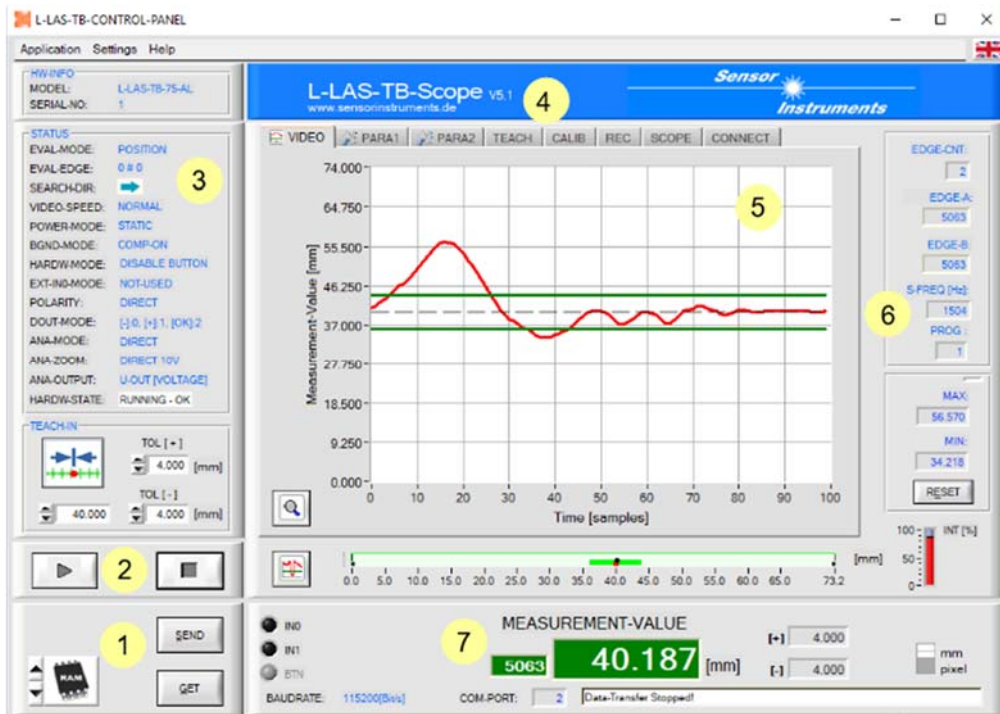 L-LAS-TB-CONTROL-PANEL
Application Settings Help
HW-INFO
MODEL: L-LAS-TB-75-AL
SERIAL-NO: 1
L-LAS-TB-Scope V5.1
www.sensorinstruments.de
4
Sensor
Instruments
STATUS
EVAL-MODE: POSITION
EVAL-EDGE: 0 # 0
SEARCH-DIR:
VIDEO-SPEED: NORMAL
POWER-MODE: STATIC
BGND-MODE: COMP-ON
HARDW-MODE: DISABLE BUTTON
EXT-IN0-MODE: NOT-USED
POLARITY: DIRECT
DOUT-MODE: [-]:0, [+]:1, [OK]:2
ANA-MODE: DIRECT
ANA-ZOOM: DIRECT 10V
ANA-OUTPUT: U-OUT [VOLTAGE]
HARDW-STATE: RUNNING - OK
3
TEACH-IN
TOL [+]
4.000 [mm]
TOL [-]
40.000 4.000 [mm]
2
1
SEND
RAM
GET
VIDEO PARA1 PARA2 TEACH CALIB REC SCOPE CONNECT
74.000
64.750
55.500
46.250
37.000
27.750
18.500
9.250
0.000
Measurement-Value [mm]
5
0 10 20 30 40 50 60 70 80 90 100
Time [samples]
EDGE-CNT:
2
EDGE-A:
5063
EDGE-B:
5063
S-FREQ [Hz]:
1504
6
PROG :
1
MAX:
56.570
MIN:
34.218
RESET
100 INT [%]
50
0
[mm]
0.0 5.0 10.0 15.0 20.0 25.0 30.0 35.0 40.0 45.0 50.0 55.0 60.0 65.0 73.2
IN0
IN1
BTN
7
MEASUREMENT-VALUE
5063 40.187 [mm]
[+] 4.000
[-] 4.000
mm
pixel
BAUDRATE: 115200[Bit/s] COM-PORT: 2 Data-Transfer Stopped!